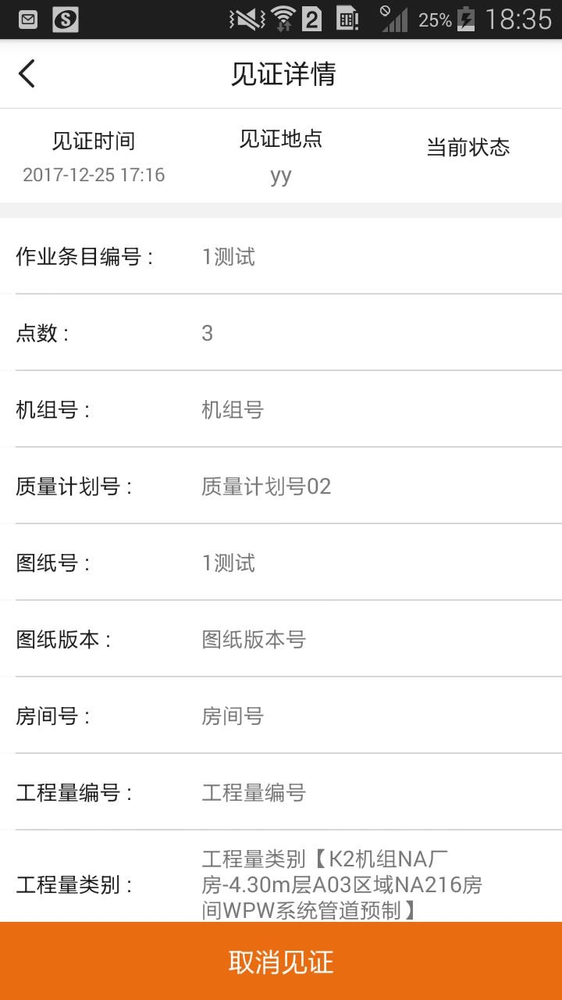 25% 18:35
见证详情
见证时间 见证地点 当前状态
2017-12-25 17:16 yy
作业条目编号 : 1测试
点数 : 3
机组号 : 机组号
质量计划号 : 质量计划号02
图纸号 : 1测试
图纸版本 : 图纸版本号
房间号 : 房间号
工程量编号 : 工程量编号
工程量类别 : 工程量类别【K2机组NA厂
房-4.30m层A03区域NA216房
间WPW系统管道预制】
取消见证